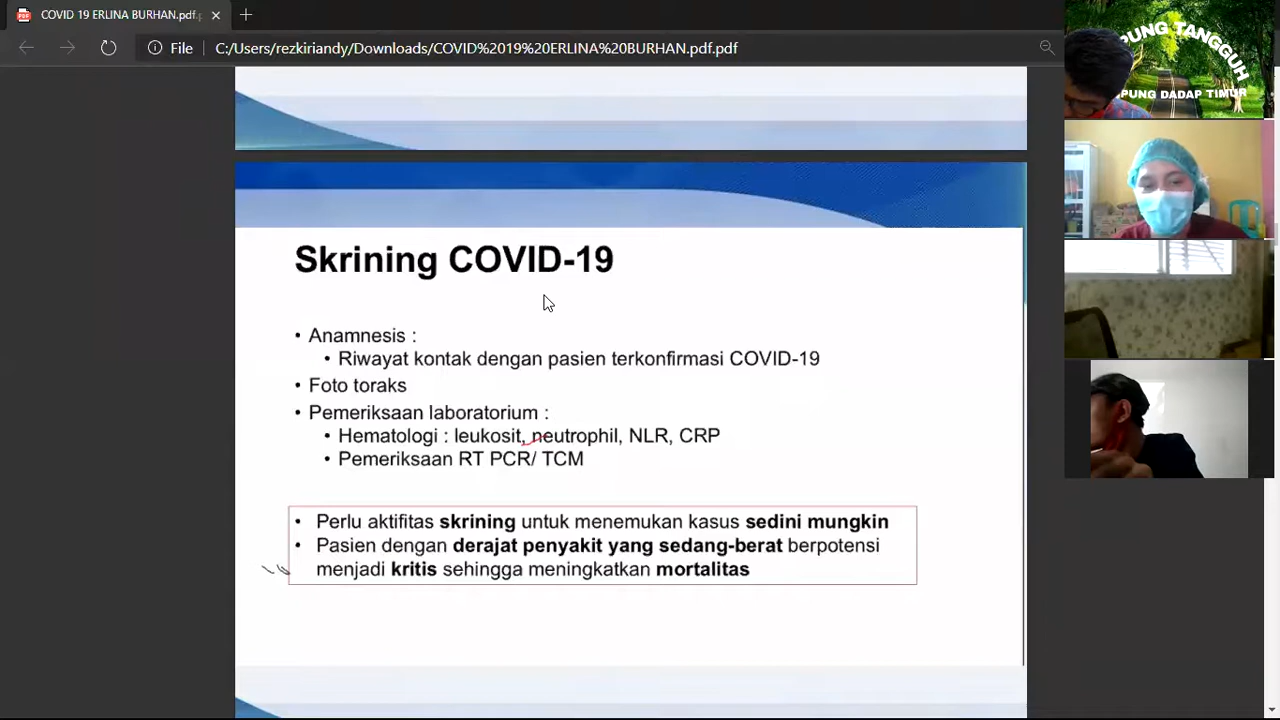 COVID 19 ERLINA BURHAN.pdf.
File
C:/Users/rezkiandy/Downloads/COVID%2019%20ERLINA%20BURHAN.pdf.pdf
PUNG TANGGUH
PUNG DADAP TIMUR
Skrining COVID-19
• Anamnesis :
• Riwayat kontak dengan pasien terkonfirmasi COVID-19
• Foto toraks
• Pemeriksaan laboratorium :
• Hematologi : leukosit, neutrophil, NLR, CRP
• Pemeriksaan RT PCR/ TCM
• Perlu aktifitas skrining untuk menemukan kasus sedini mungkin
• Pasien dengan derajat penyakit yang sedang-berat berpotensi
menjadi kritis sehingga meningkatkan mortalitas